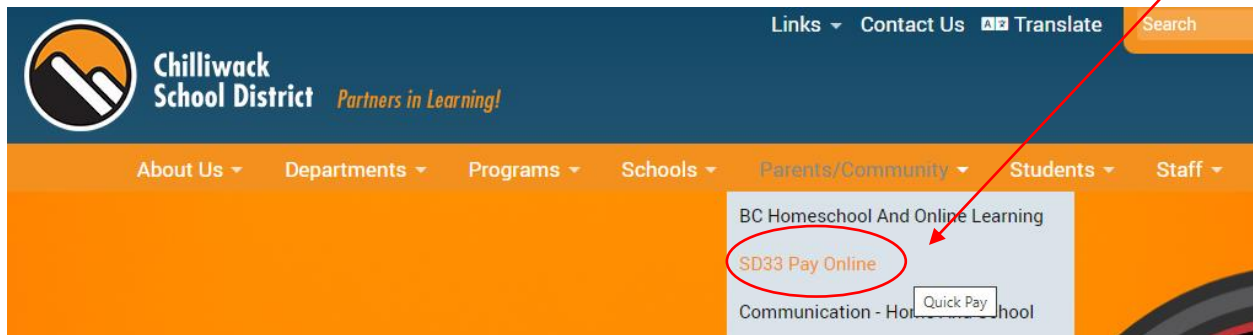 Links Contact Us Translate Search
Chilliwack
School District Partners in Learning!
About Us Departments Programs Schools Parents/Community Students Staff
BC Homeschool And Online Learning
SD33 Pay Online
Quick Pay
Communication - Home And School